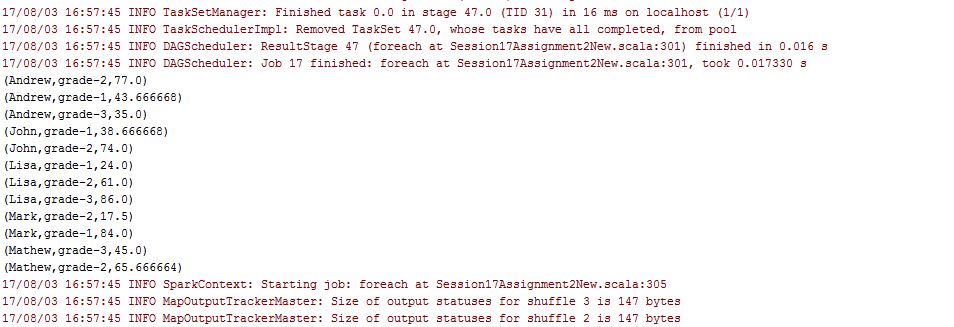 17/08/03 16:57:45 INFO TaskSetManager: Finished task 0.0 in stage 47.0 (TID 31) in 16 ms on localhost (1/1)
17/08/03 16:57:45 INFO TaskSchedulerImpl: Removed TaskSet 47.0, whose tasks have all completed, from pool
17/08/03 16:57:45 INFO DAGScheduler: ResultStage 47 (foreach at Session17Assignment2New.scala:301) finished in 0.016 s
17/08/03 16:57:45 INFO DAGScheduler: Job 17 finished: foreach at Session17Assignment2New.scala:301, took 0.017330 s
(Andrew,grade-2,77.0)
(Andrew,grade-1,43.666668)
(Andrew,grade-3,35.0)
(John,grade-1,38.666668)
(John,grade-2,74.0)
(Lisa,grade-1,24.0)
(Lisa,grade-2,61.0)
(Lisa,grade-3,86.0)
(Mark,grade-2,17.5)
(Mark,grade-1,84.0)
(Mathew,grade-3,45.0)
(Mathew,grade-2,65.666664)
17/08/03 16:57:45 INFO SparkContext: Starting job: foreach at Session17Assignment2New.scala:305
17/08/03 16:57:45 INFO MapOutputTrackerMaster: Size of output statuses for shuffle 3 is 147 bytes
17/08/03 16:57:45 INFO MapOutputTrackerMaster: Size of output statuses for shuffle 2 is 147 bytes